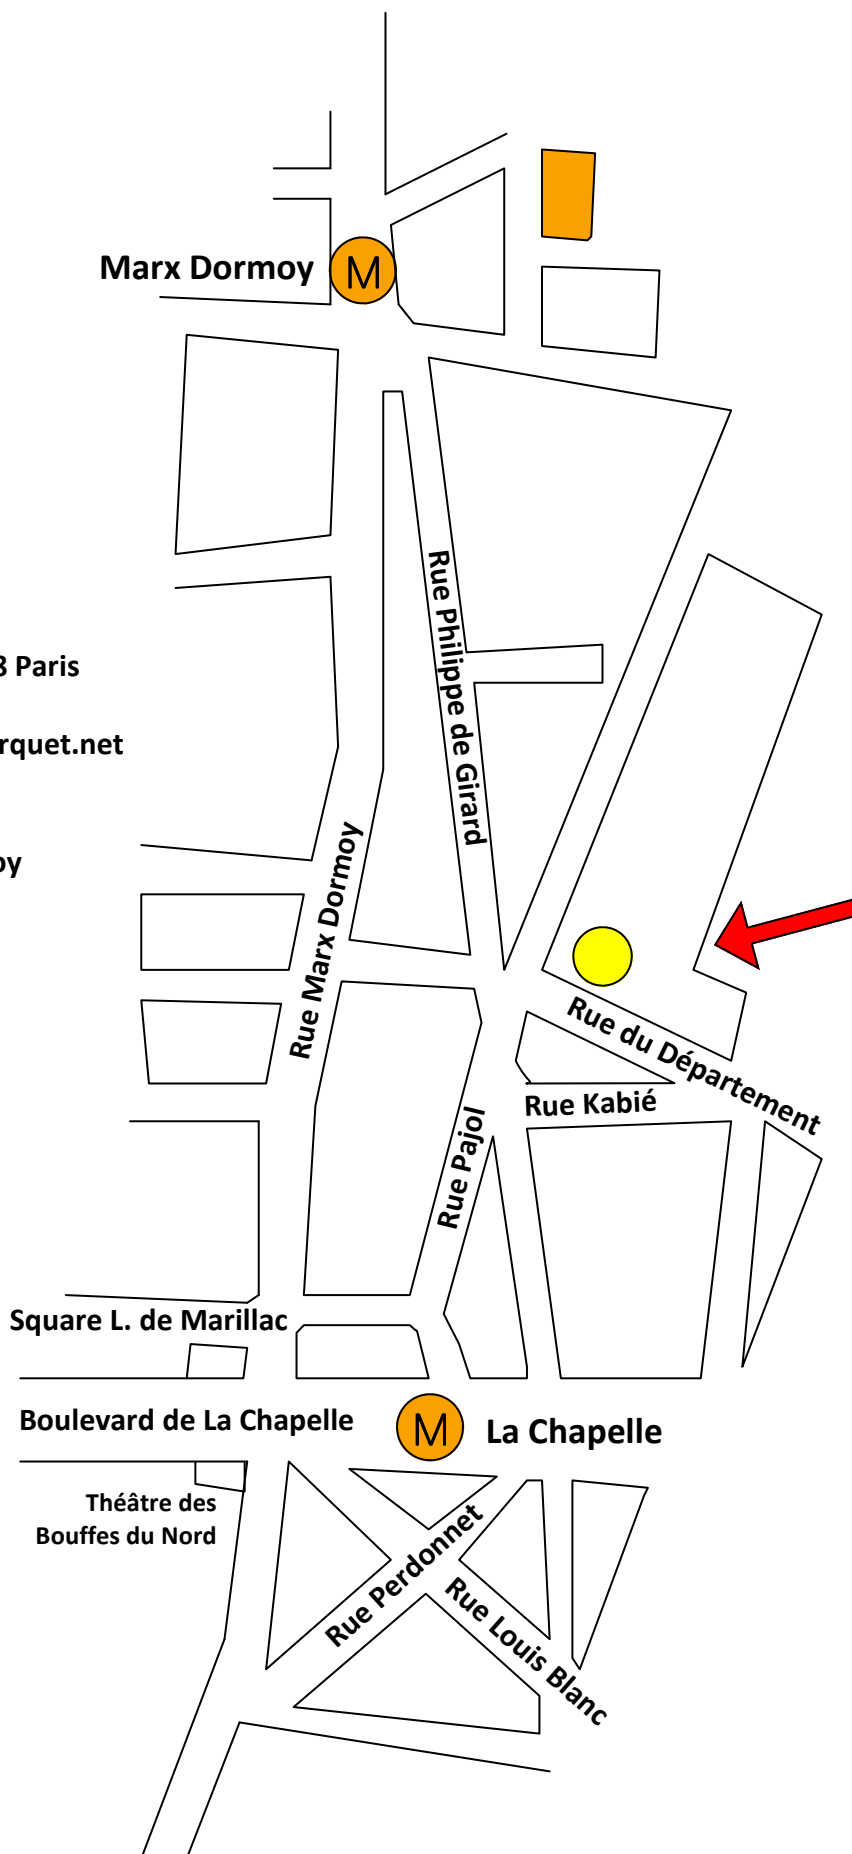 Marx Dormoy
M
Rue Philippe de Girard
8 Paris
rquet.net
Rue Marx Dormoy
oy
Rue du Département
Rue Kabié
Rue Pajol
Square L. de Marillac
Boulevard de La Chapelle
M
La Chapelle
Théâtre des
Bouffes du Nord
Rue Perdonnet
Rue Louis Blanc